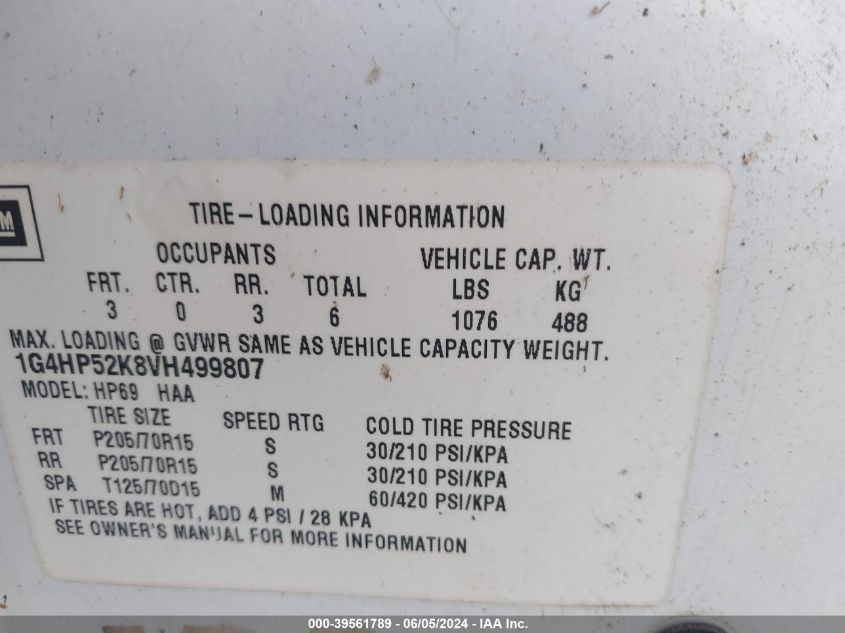 M
TIRE-LOADING INFORMATION
OCCUPANTS VEHICLE CAP. WT.
FRT. CTR. RR. TOTAL LBS KG
3 0 3 6 1076 488
MAX. LOADING @ GVWR SAME AS VEHICLE CAPACITY WEIGHT.
1G4HP52K8VH499807
MODEL: HP69 HAA
TIRE SIZE SPEED RTG COLD TIRE PRESSURE
FRT P205/70R15 S 30/210 PSI/KPA
RR P205/70R15 S 30/210 PSI/KPA
SPA T125/70D15 M 60/420 PSI/KPA
IF TIRES ARE HOT, ADD 4 PSI / 28 KPA
SEE OWNER'S MANUAL FOR MORE INFORMATION
000-39561789 - 06/05/2024 - IAA Inc.